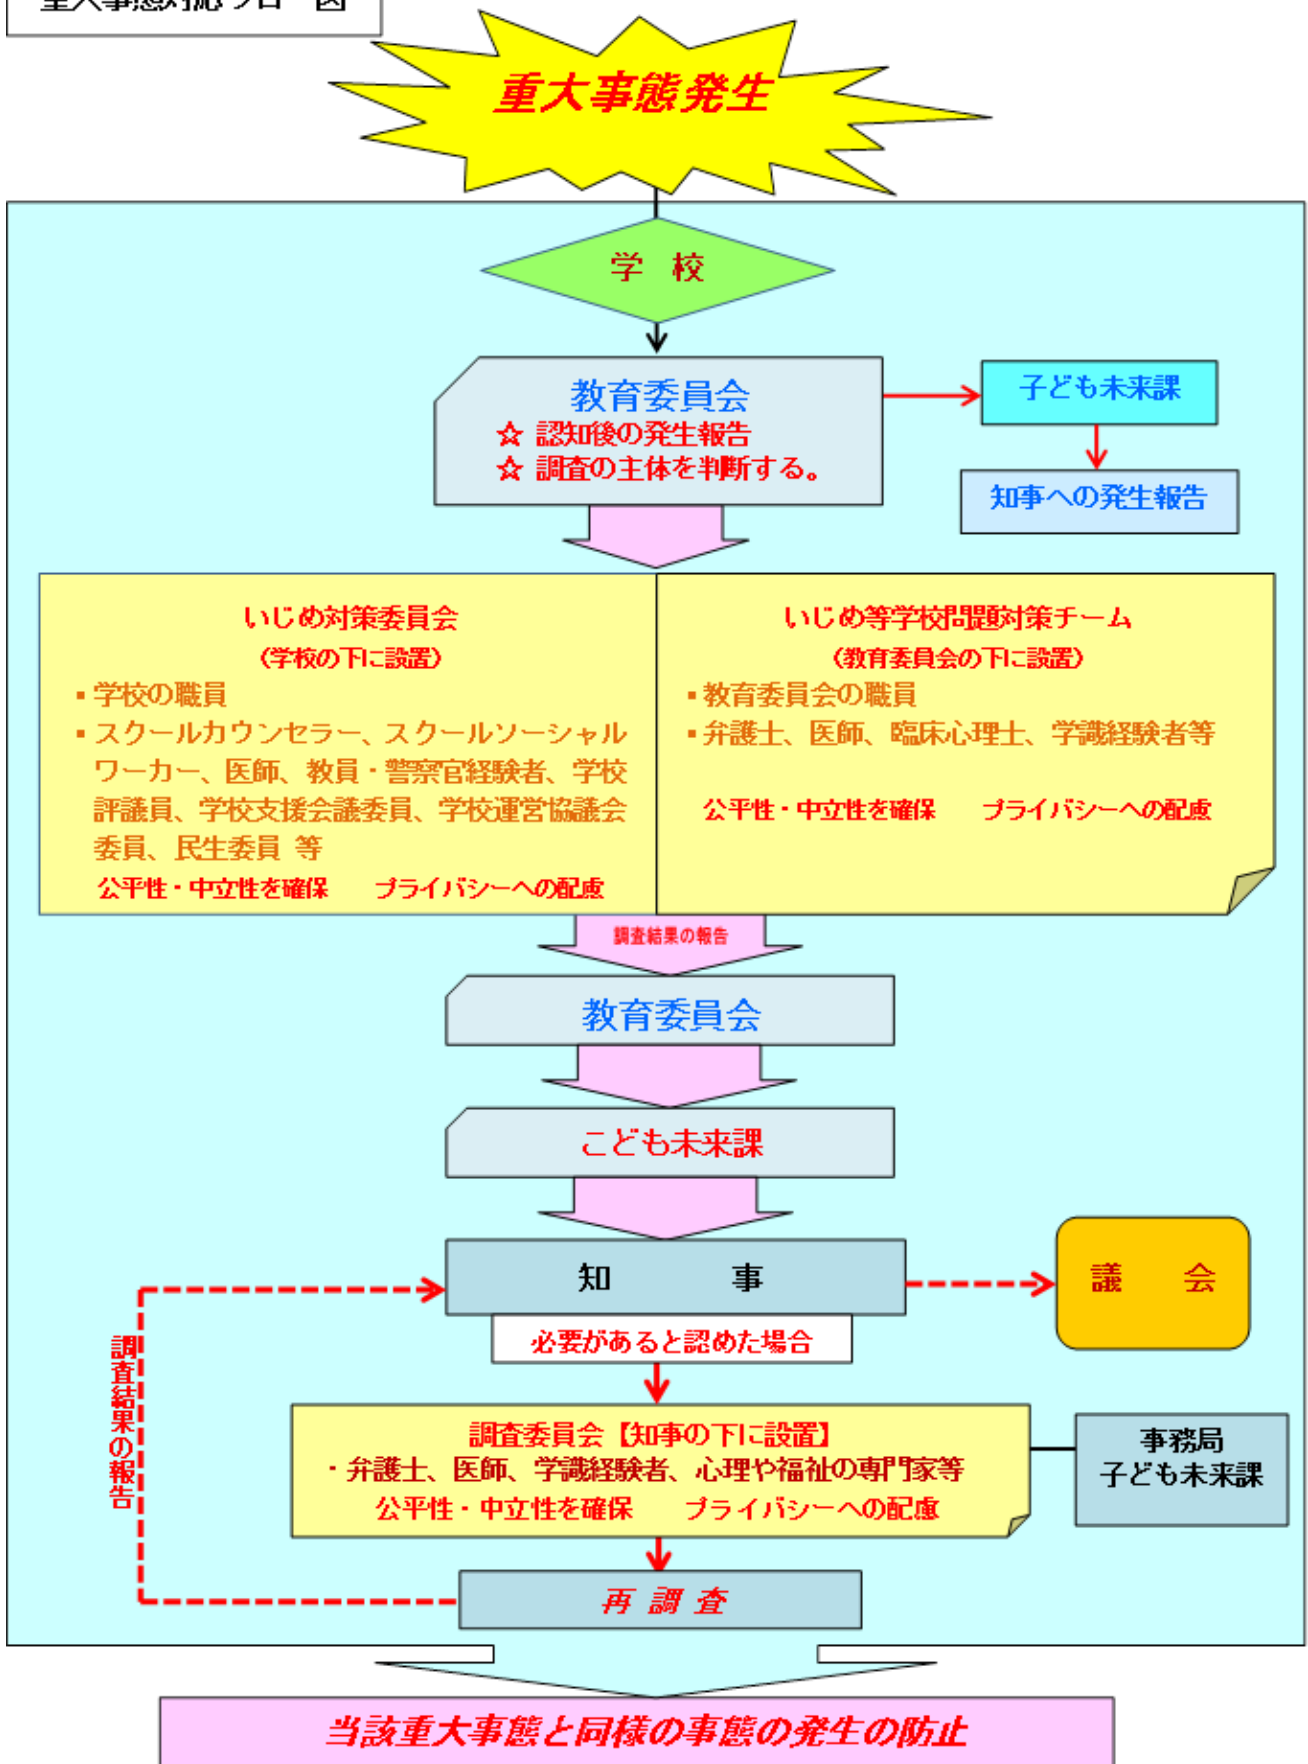 重大事態対応フロー図
重大事態発生
学 校
教育委員会
☆ 認知後の発生報告
☆ 調査の主体を判断する。
子ども未来課
知事への発生報告
いじめ対策委員会
（学校の下に設置）
▪ 学校の職員
▪ スクールカウンセラー、スクールソーシャル
ワーカー、医師、教員・警察官経験者、学校
評議員、学校支援会議委員、学校運営協議会
委員、民生委員 等
公平性・中立性を確保 プライバシーへの配慮
いじめ等学校問題対策チーム
（教育委員会の下に設置）
▪ 教育委員会の職員
▪ 弁護士、医師、臨床心理士、学識経験者等
公平性・中立性を確保 プライバシーへの配慮
調査結果の報告
教育委員会
こども未来課
知 事
議 会
必要があると認めた場合
調査結果の報告
調査委員会【知事の下に設置】
・弁護士、医師、学識経験者、心理や福祉の専門家等
公平性・中立性を確保 プライバシーへの配慮
事務局
子ども未来課
再 調 査
当該重大事態と同様の事態の発生の防止